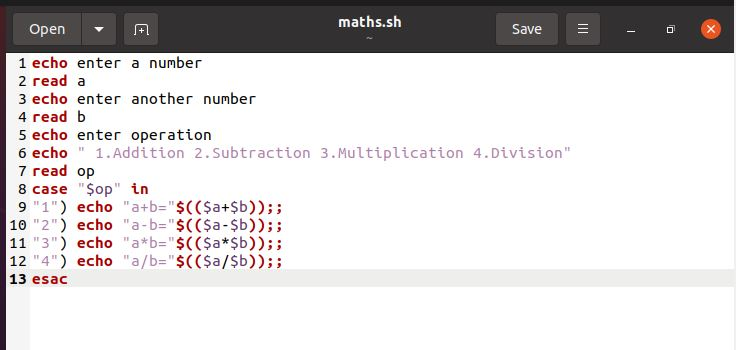 Open
maths.sh
~
Save
1 echo enter a number
2 read a
3 echo enter another number
4 read b
5 echo enter operation
6 echo " 1.Addition 2.Subtraction 3.Multiplication 4.Division"
7 read op
8 case "$op" in
9 "1") echo "a+b="$(($a+$b));;
10 "2") echo "a-b="$(($a-$b));;
11 "3") echo "a*b="$(($a*$b));;
12 "4") echo "a/b="$(($a/$b));;
13 esac